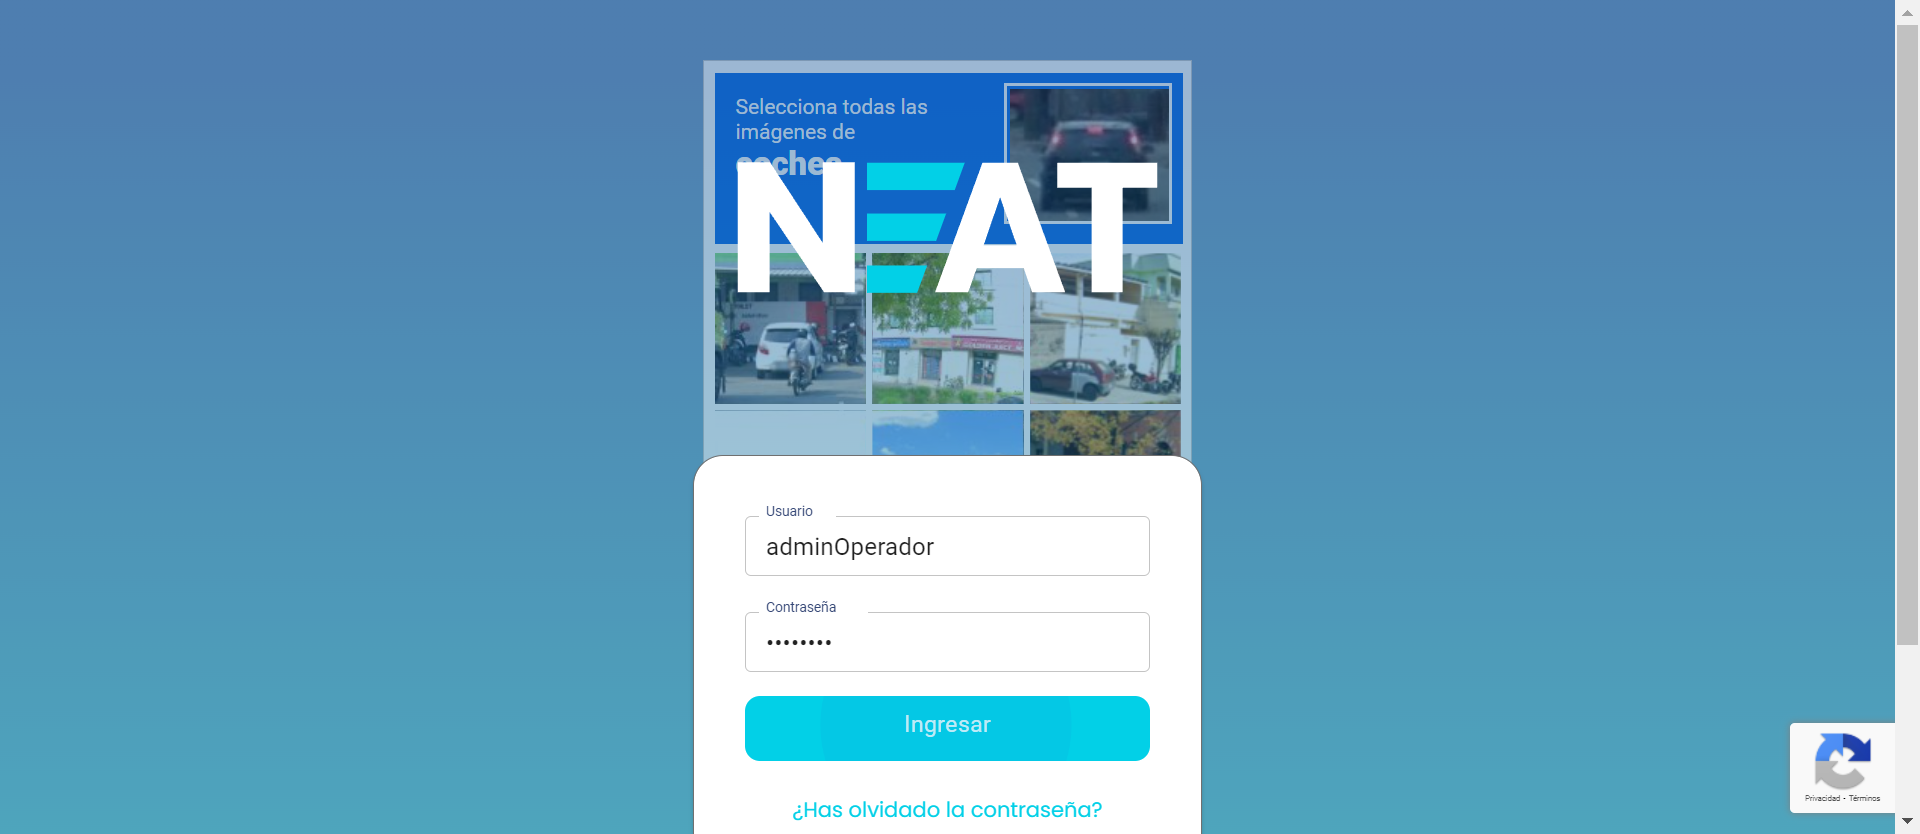 Selecciona todas las
imágenes de
coches
NEAT
Usuario
adminOperador
Contraseña
••••••••
Ingresar
¿Has olvidado la contraseña?
Privacidad - Términos